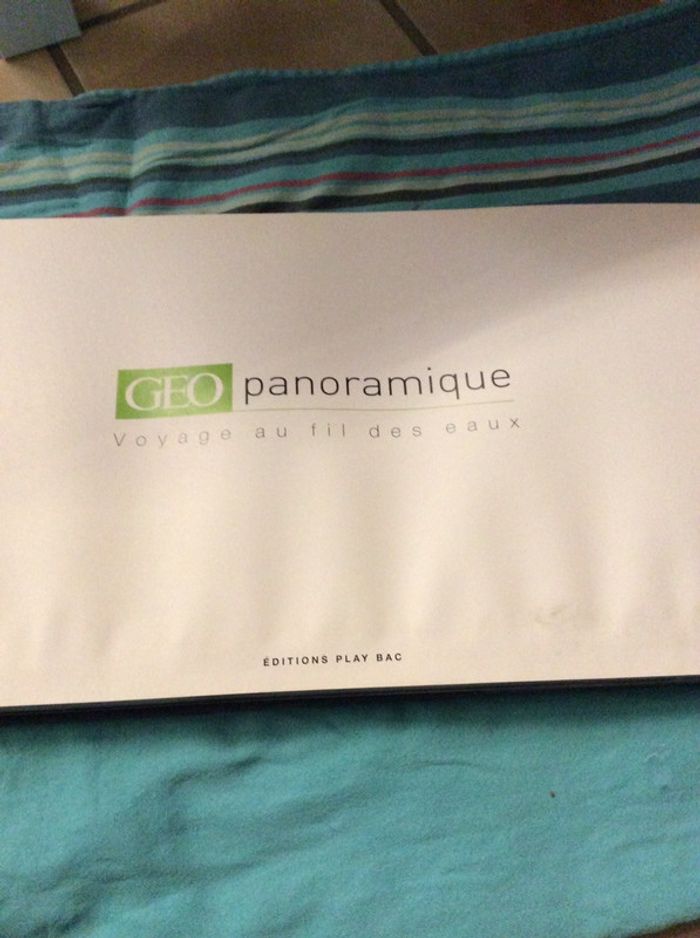 GEO panoramique
Voyage au fil des eaux
ÉDITIONS PLAY BAC